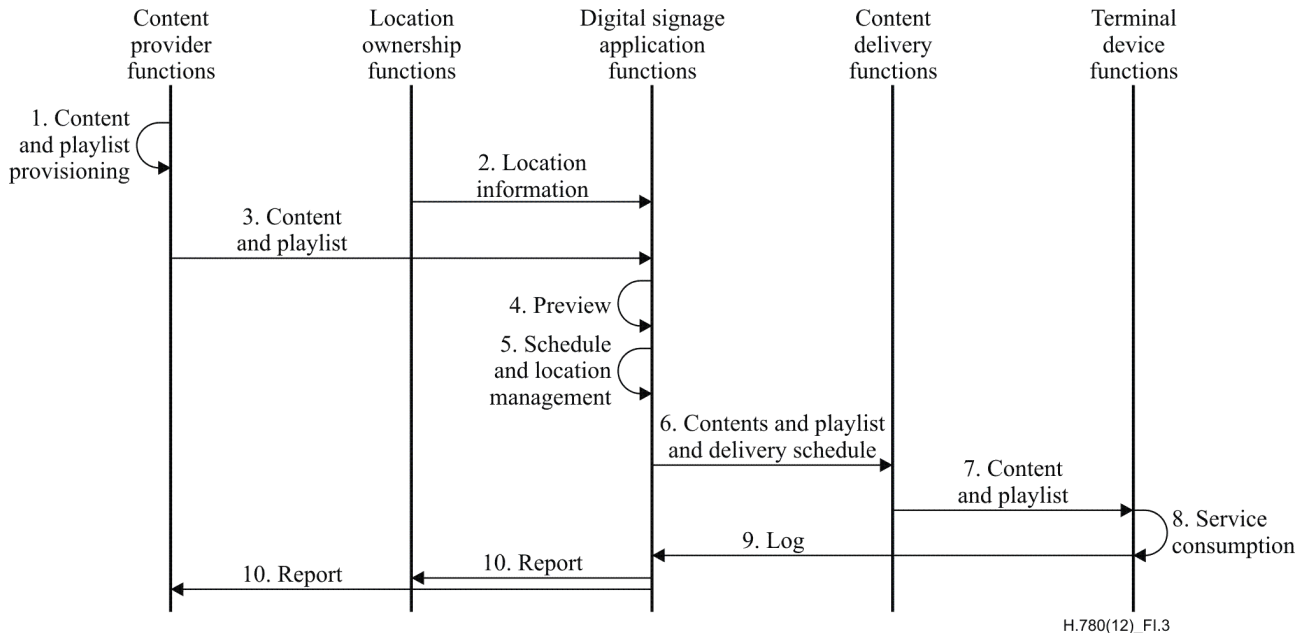 Content
provider
functions
Location
ownership
functions
Digital signage
application
functions
Content
delivery
functions
Terminal
device
functions
1. Content
and playlist
provisioning
2. Location
information
3. Content
and playlist
4. Preview
5. Schedule
and location
management
6. Contents and playlist
and delivery schedule
7. Content
and playlist
8. Service
consumption
9. Log
10. Report
10. Report
H.780(12)_FI.3